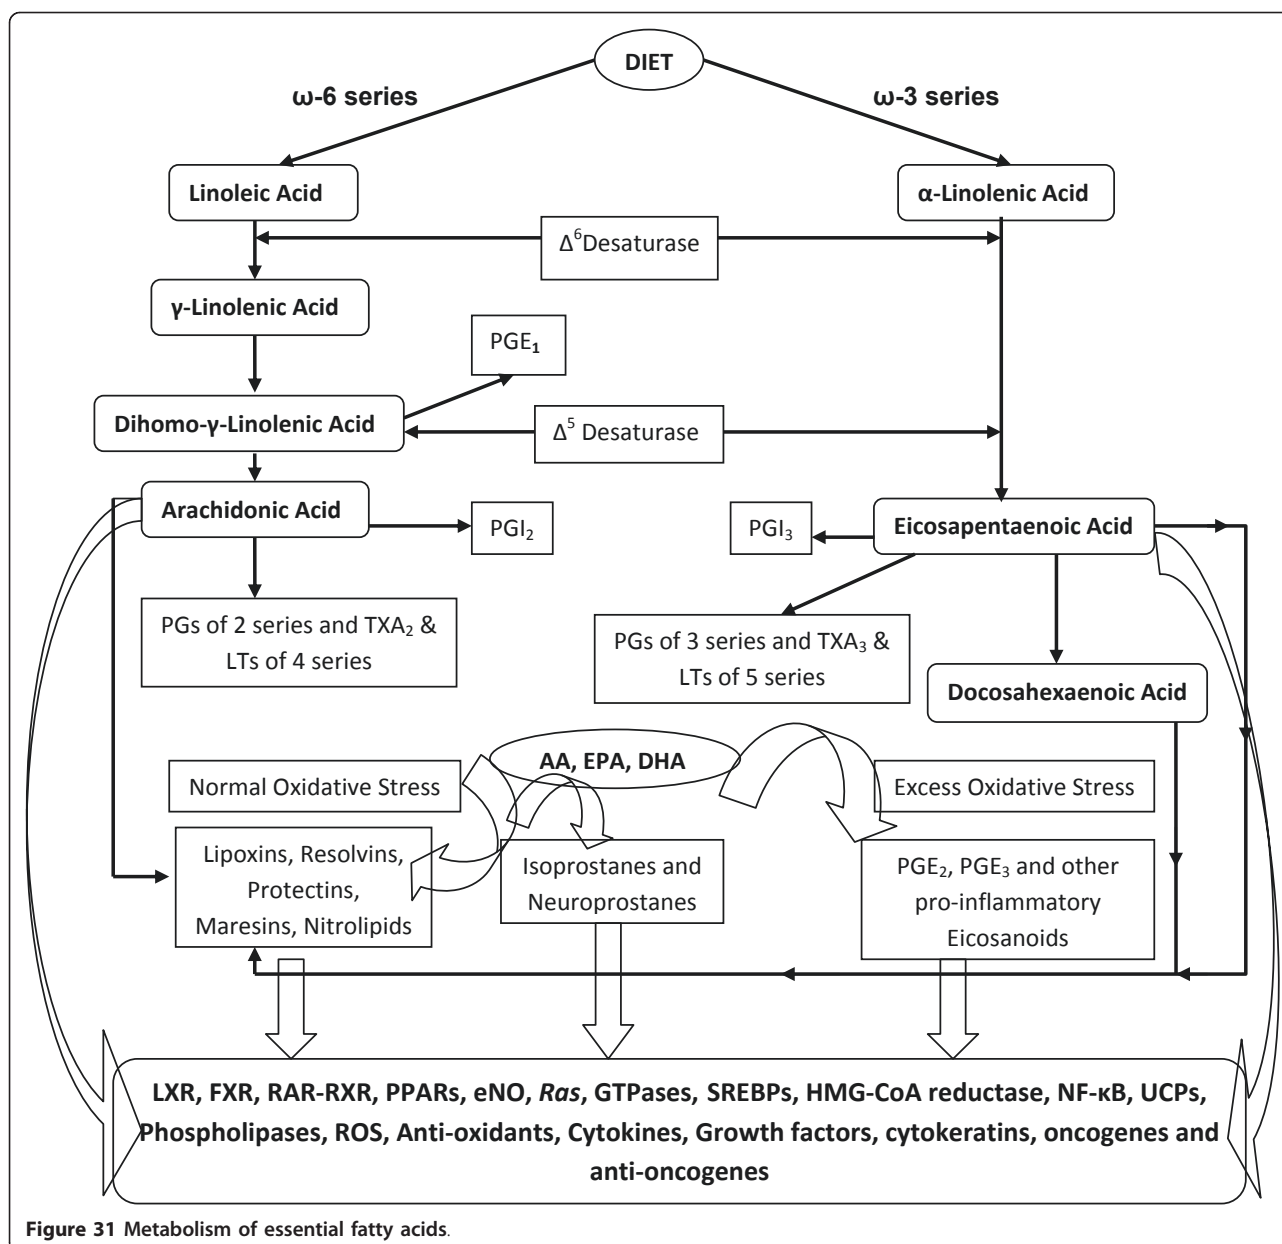 DIET
ω-6 series
ω-3 series
Linoleic Acid
α-Linolenic Acid
Δ⁶Desaturase
γ-Linolenic Acid
PGE₁
Dihomo-γ-Linolenic Acid
Δ⁵ Desaturase
Arachidonic Acid
PGI₂
PGI₃
Eicosapentaenoic Acid
PGs of 2 series and TXA₂ &
LTs of 4 series
PGs of 3 series and TXA₃ &
LTs of 5 series
Docosahexaenoic Acid
AA, EPA, DHA
Normal Oxidative Stress
Excess Oxidative Stress
Lipoxins, Resolvins,
Protectins,
Maresins, Nitrolipids
Isoprostanes and
Neuroprostanes
PGE₂, PGE₃ and other
pro-inflammatory
Eicosanoids
LXR, FXR, RAR-RXR, PPARs, eNO, Ras, GTPases, SREBPs, HMG-CoA reductase, NF-κB, UCPs,
Phospholipases, ROS, Anti-oxidants, Cytokines, Growth factors, cytokeratins, oncogenes and
anti-oncogenes
Figure 31 Metabolism of essential fatty acids.